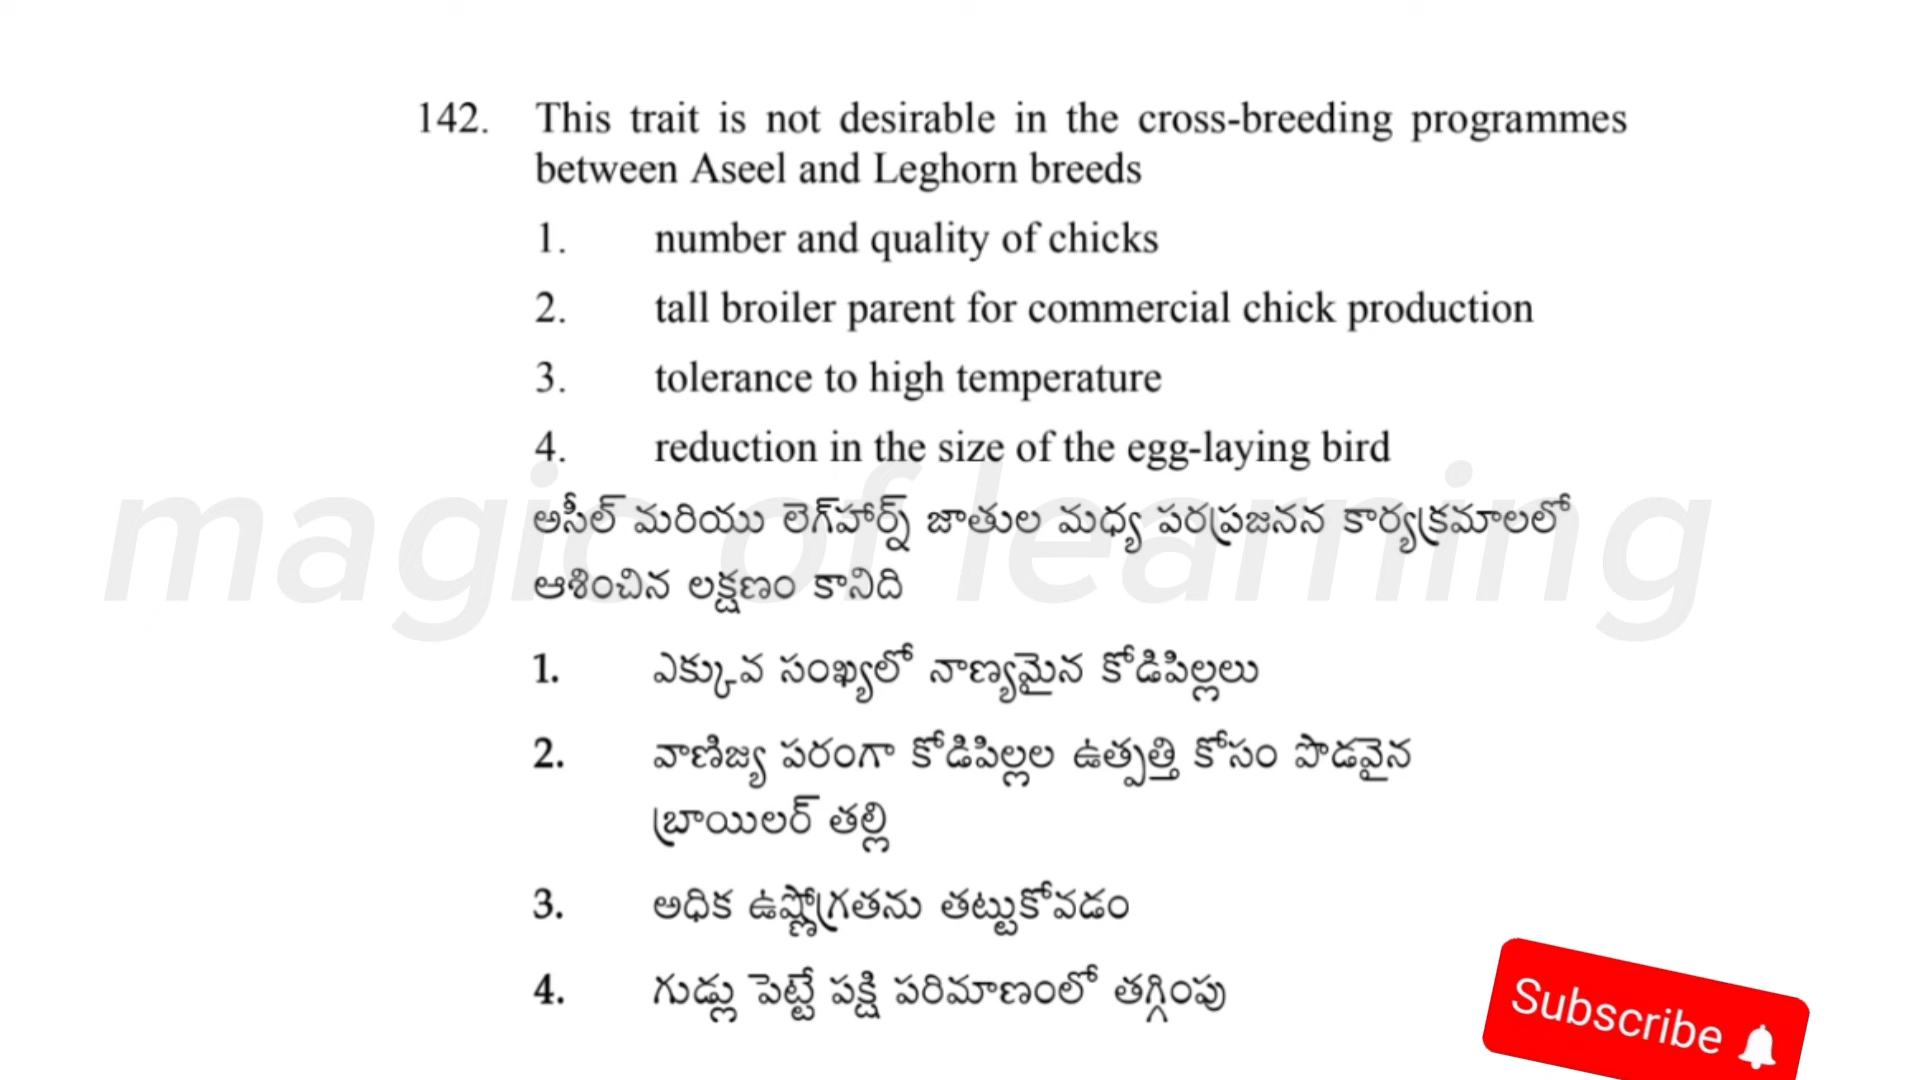 142. This trait is not desirable in the cross-breeding programmes
between Aseel and Leghorn breeds
1. number and quality of chicks
2. tall broiler parent for commercial chick production
3. tolerance to high temperature
4. reduction in the size of the egg-laying bird
అసీల్ మరియు లెగ్‌హార్న్ జాతుల మధ్య పరప్రజనన కార్యక్రమాలలో
ఆశించిన లక్షణం కానిది
1. ఎక్కువ సంఖ్యలో నాణ్యమైన కోడిపిల్లలు
2. వాణిజ్య పరంగా కోడిపిల్లల ఉత్పత్తి కోసం పొడవైన
బ్రాయిలర్ తల్లి
3. అధిక ఉష్ణోగ్రతను తట్టుకోవడం
4. గుడ్లు పెట్టే పక్షి పరిమాణంలో తగ్గింపు
magic of learning
Subscribe